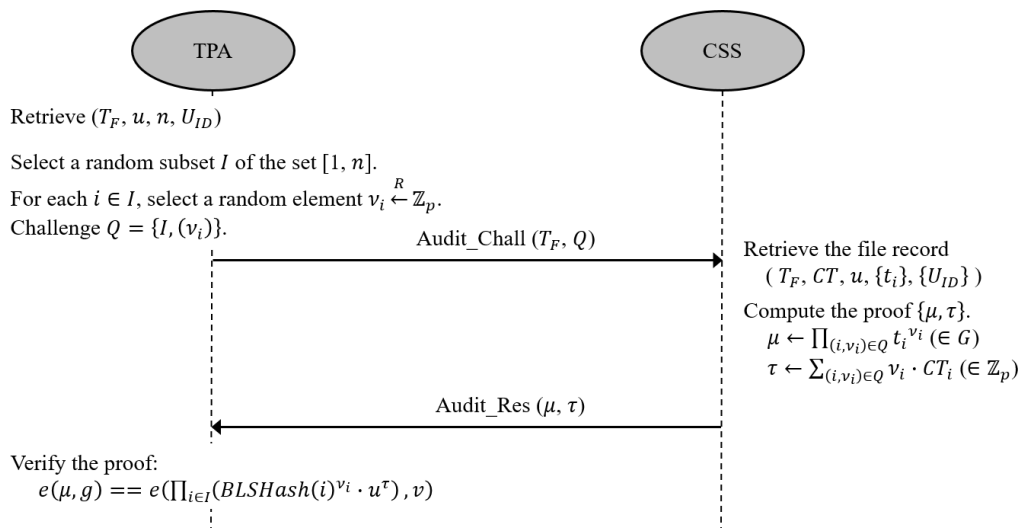 TPA
CSS
Retrieve (T_F, u, n, U_ID)
Select a random subset I of the set [1, n].
For each i ∈ I, select a random element ν_i ←^R ℤ_p.
Challenge Q = {I, (ν_i)}.
Audit_Chall (T_F, Q)
Retrieve the file record
( T_F, CT, u, {t_i}, {U_ID} )
Compute the proof {μ, τ}.
μ ← ∏_{(i,ν_i)∈Q} t_i^{ν_i} (∈ G)
τ ← ∑_{(i,ν_i)∈Q} ν_i · CT_i (∈ ℤ_p)
Audit_Res (μ, τ)
Verify the proof:
e(μ, g) == e(∏_{i∈I}(BLSHash(i)^{ν_i} · u^τ) , v)